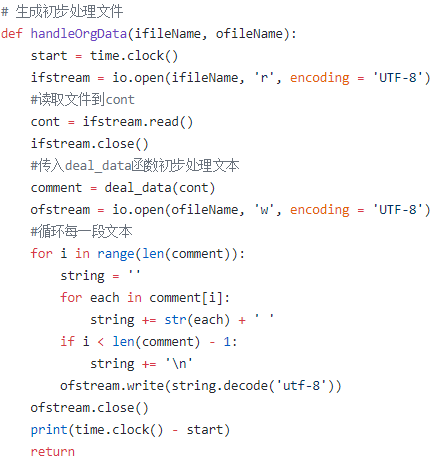 # 生成初步处理文件
def handleOrgData(ifileName, ofileName):
    start = time.clock()
    ifstream = io.open(ifileName, 'r', encoding = 'UTF-8')
    #读取文件到cont
    cont = ifstream.read()
    ifstream.close()
    #传入deal_data函数初步处理文本
    comment = deal_data(cont)
    ofstream = io.open(ofileName, 'w', encoding = 'UTF-8')
    #循环每一段文本
    for i in range(len(comment)):
        string = ''
        for each in comment[i]:
            string += str(each) + ' '
        if i < len(comment) - 1:
            string += '\n'
        ofstream.write(string.decode('utf-8'))
    ofstream.close()
    print(time.clock() - start)
    return